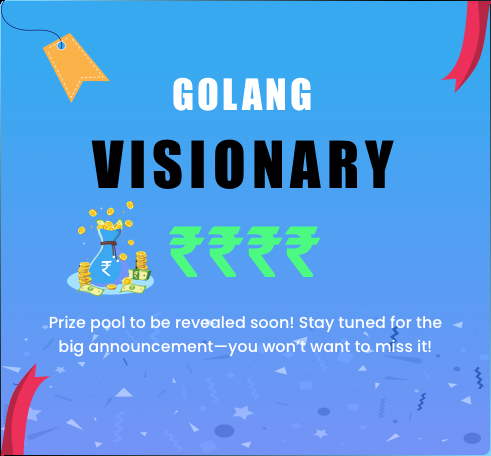 GOLANG
VISIONARY
₹
₹₹₹₹
Prize pool to be revealed soon! Stay tuned for the
big announcement—you won't want to miss it!